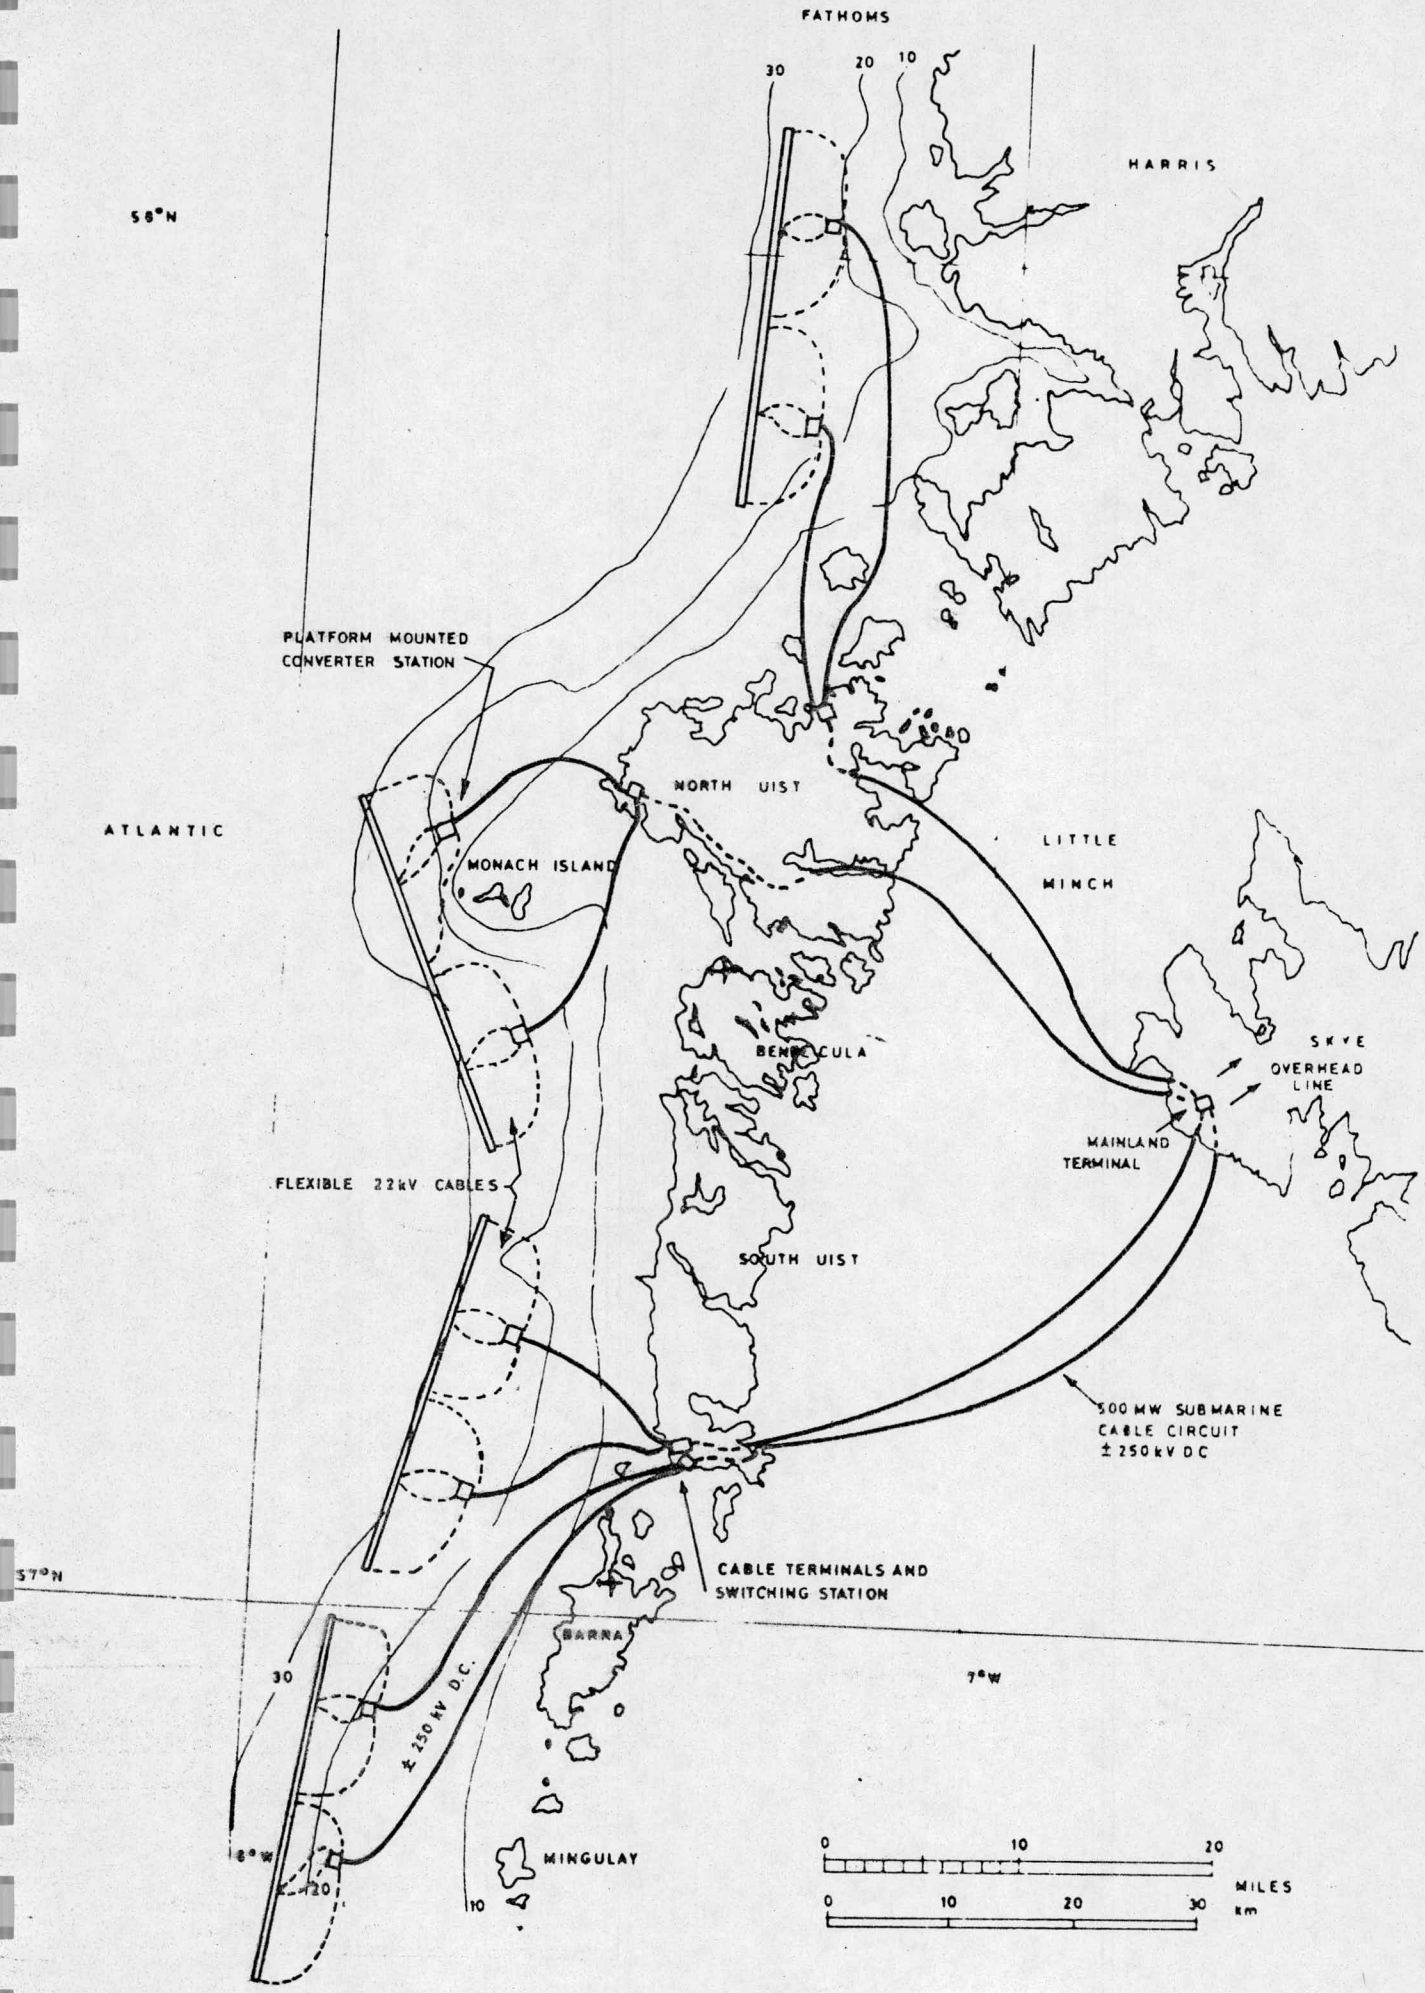 FATHOMS
30
20
10
HARRIS
58°N
PLATFORM MOUNTED
CONVERTER STATION
NORTH UIST
ATLANTIC
LITTLE
MINCH
MONACH ISLAND
SKYE
OVERHEAD
LINE
MAINLAND
TERMINAL
FLEXIBLE 22kV CABLES
SOUTH UIST
500 MW SUBMARINE
CABLE CIRCUIT
± 250 kV DC
CABLE TERMINALS AND
SWITCHING STATION
57°N
BARRA
7°W
30
± 250 kV D.C.
8°W
20
10
MINGULAY
0 10 20
MILES
0 10 20 30
km